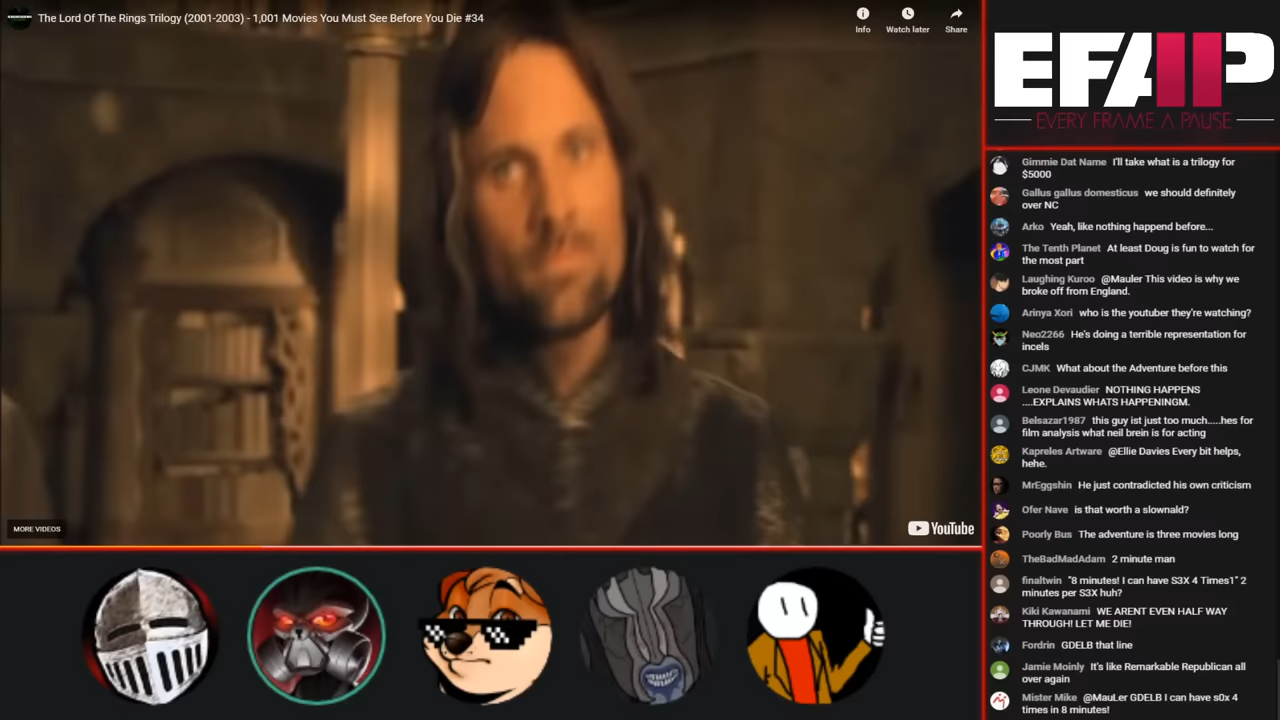 The Lord Of The Rings Trilogy (2001-2003) - 1,001 Movies You Must See Before You Die #34
Info
Watch later
Share
MORE VIDEOS
YouTube
EFAP
EVERY FRAME A PAUSE
Gimmie Dat Name I'll take what is a trilogy for
$5000
Gallus gallus domesticus we should definitely
over NC
Arko Yeah, like nothing happend before...
The Tenth Planet At least Doug is fun to watch for
the most part
Laughing Kuroo @Mauler This video is why we
broke off from England.
Arinya Xori who is the youtuber they're watching?
Neo2266 He's doing a terrible representation for
incels
CJMK What about the Adventure before this
Leone Devaudier NOTHING HAPPENS
....EXPLAINS WHATS HAPPENINGM.
Belsazar1987 this guy ist just too much.....hes for
film analysis what neil brein is for acting
Kapreles Artware @Ellie Davies Every bit helps,
hehe.
MrEggshin He just contradicted his own criticism
Ofer Nave is that worth a slownald?
Poorly Bus The adventure is three movies long
TheBadMadAdam 2 minute man
finaltwin "8 minutes! I can have S3X 4 Times1" 2
minutes per S3X huh?
Kiki Kawanami WE ARENT EVEN HALF WAY
THROUGH! LET ME DIE!
Fordrin GDELB that line
Jamie Moinly It's like Remarkable Republican all
over again
Mister Mike @MauLer GDELB I can have s0x 4
times in 8 minutes!